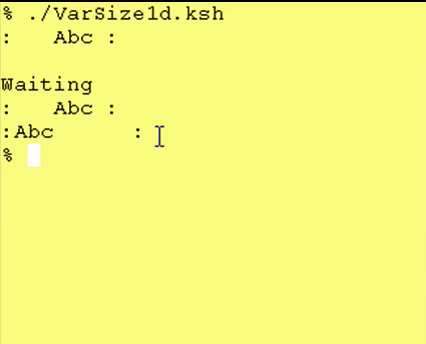 % ./VarSize1d.ksh
:   Abc :
Waiting
:   Abc :
:Abc      :
%